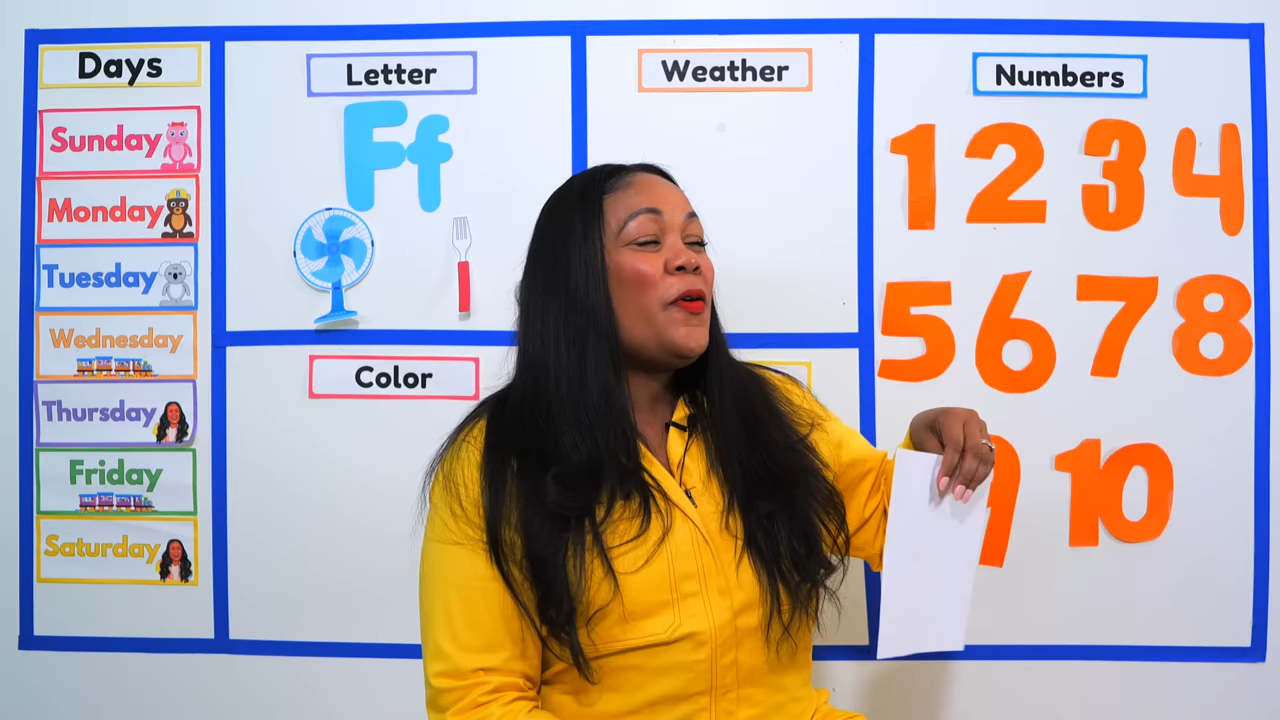 Days
Sunday
Monday
Tuesday
Wednesday
Thursday
Friday
Saturday
Letter
Ff
Color
Weather
Numbers
1 2 3 4
5 6 7 8
9 10